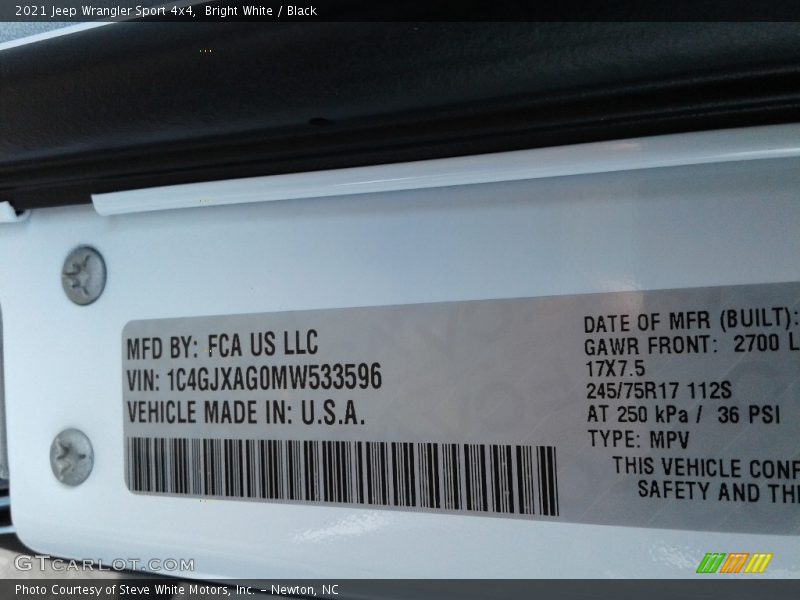 2021 Jeep Wrangler Sport 4x4, Bright White / Black
MFD BY: FCA US LLC
VIN: 1C4GJXAG0MW533596
VEHICLE MADE IN: U.S.A.
DATE OF MFR (BUILT):
GAWR FRONT: 2700 L
17X7.5
245/75R17 112S
AT 250 kPa / 36 PSI
TYPE: MPV
THIS VEHICLE CONF
SAFETY AND THI
GTCARLOT.COM
Photo Courtesy of Steve White Motors, Inc. – Newton, NC